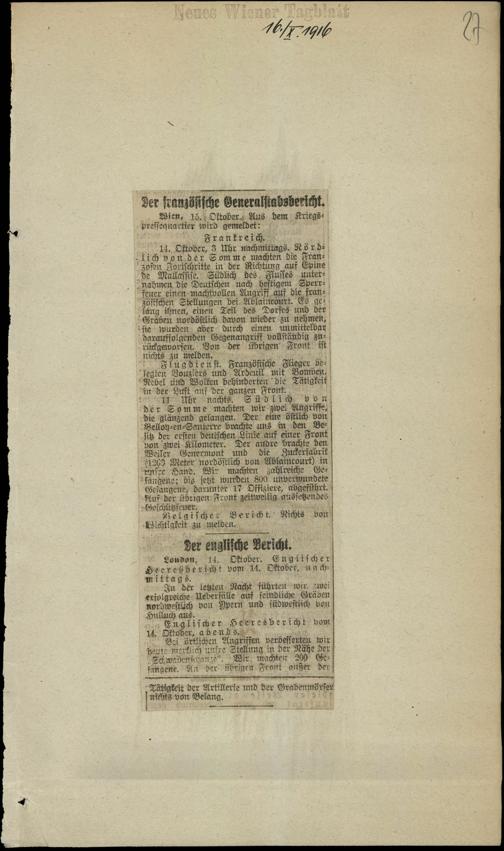 Neues Wiener Tagblatt
16./X. 1916
27
Der französische Generalstabsbericht.
Wien, 15. Oktober. Aus dem Kriegs-
pressequartier wird gemeldet:
Frankreich.
14. Oktober, 3 Uhr nachmittags. Nörd-
lich von der Somme machten die Fran-
zosen Fortschritte in der Richtung auf Epine
de Mallassise. Südlich des Flusses unter-
nahmen die Deutschen nach heftigem Sperr-
feuer einen machtvollen Angriff auf die fran-
zösischen Stellungen bei Ablaincourt. Es ge-
lang ihnen, einen Teil des Dorfes und der
Gräben nordöstlich davon wieder zu nehmen,
sie wurden aber durch einen unmittelbar
darauffolgenden Gegenangriff vollständig zu-
rückgeworfen. Von der übrigen Front ist
nichts zu melden.
Flugdienst. Französische Flieger be-
legten Vouziers und Ardeuil mit Bomben.
Nebel und Wolken behinderten die Tätigkeit
in der Luft auf der ganzen Front.
11 Uhr nachts. Südlich von
der Somme machten wir zwei Angriffe,
die glänzend gelangen. Der eine östlich von
Belloy-en-Santerre brachte uns in den Be-
sitz der ersten deutschen Linie auf einer Front
von zwei Kilometer. Der andre brachte den
Weiler Genermont und die Zuckerfabrik
(1200 Meter nordöstlich von Ablaincourt) in
unsre Hand. Wir machten zahlreiche Ge-
fangene; bis jetzt wurden 800 unverwundete
Gefangene, darunter 17 Offiziere, abgeführt.
Auf der übrigen Front zeitweilig aussetzendes
Geschützfeuer.
Belgischer Bericht. Nichts von
Wichtigkeit zu melden.
Der englische Bericht.
London, 14. Oktober. Englischer
Heeresbericht vom 14. Oktober, nach-
mittags.
In der letzten Nacht führten wir zwei
erfolgreiche Ueberfälle auf feindliche Gräben
nordwestlich von Ypern und südwestlich von
Hulluch aus.
Englischer Heeresbericht vom
14. Oktober, abends.
Bei örtlichen Angriffen verbesserten wir
heute merklich unsre Stellung in der Nähe der
"Schwabenschanze". Wir machten 200 Ge-
fangene. An der übrigen Front außer der
Tätigkeit der Artillerie und der Grabenmörser
nichts von Belang.